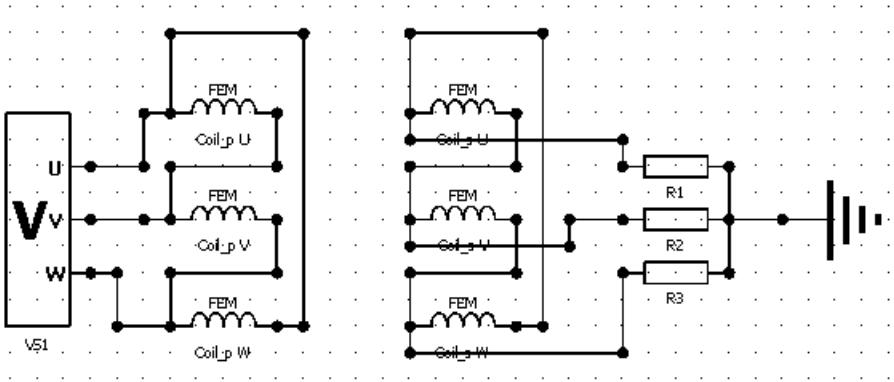 FEM
FEM
Coil_p U
Coil_s U
U
R1
FEM
FEM
V
V
Coil_p V
Coil_s V
R2
W
FEM
FEM
R3
VS1
Coil_p W
Coil_s W